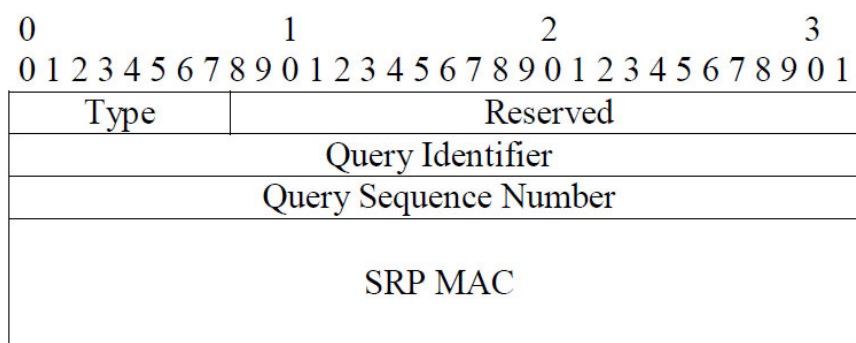 0 1 2 3
0 1 2 3 4 5 6 7 8 9 0 1 2 3 4 5 6 7 8 9 0 1 2 3 4 5 6 7 8 9 0 1
Type Reserved
Query Identifier
Query Sequence Number
SRP MAC